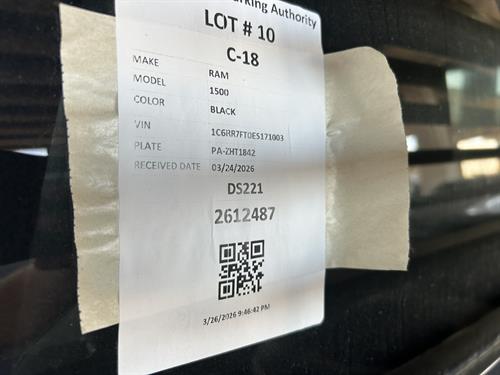 Parking Authority
LOT # 10
C-18
MAKE RAM
MODEL 1500
COLOR BLACK
VIN 1C6RR7FT0ES171003
PLATE PA-ZHT1842
RECEIVED DATE 03/24/2026
DS221
2612487
3/26/2026 9:46:42 PM